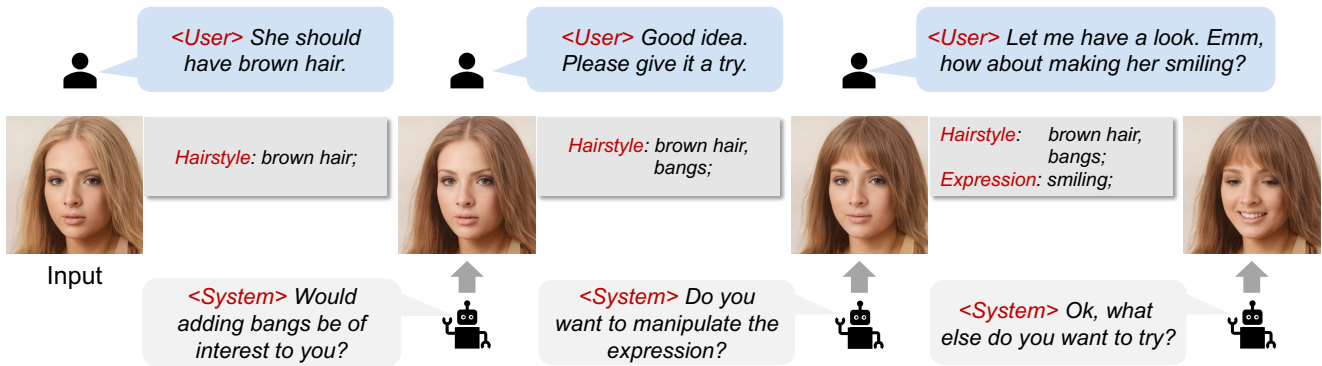 <User> She should
have brown hair.
<User> Good idea.
Please give it a try.
<User> Let me have a look. Emm,
how about making her smiling?
Hairstyle: brown hair;
Hairstyle: brown hair,
bangs;
Hairstyle: brown hair,
bangs;
Expression: smiling;
Input
<System> Would
adding bangs be of
interest to you?
<System> Do you
want to manipulate the
expression?
<System> Ok, what
else do you want to try?